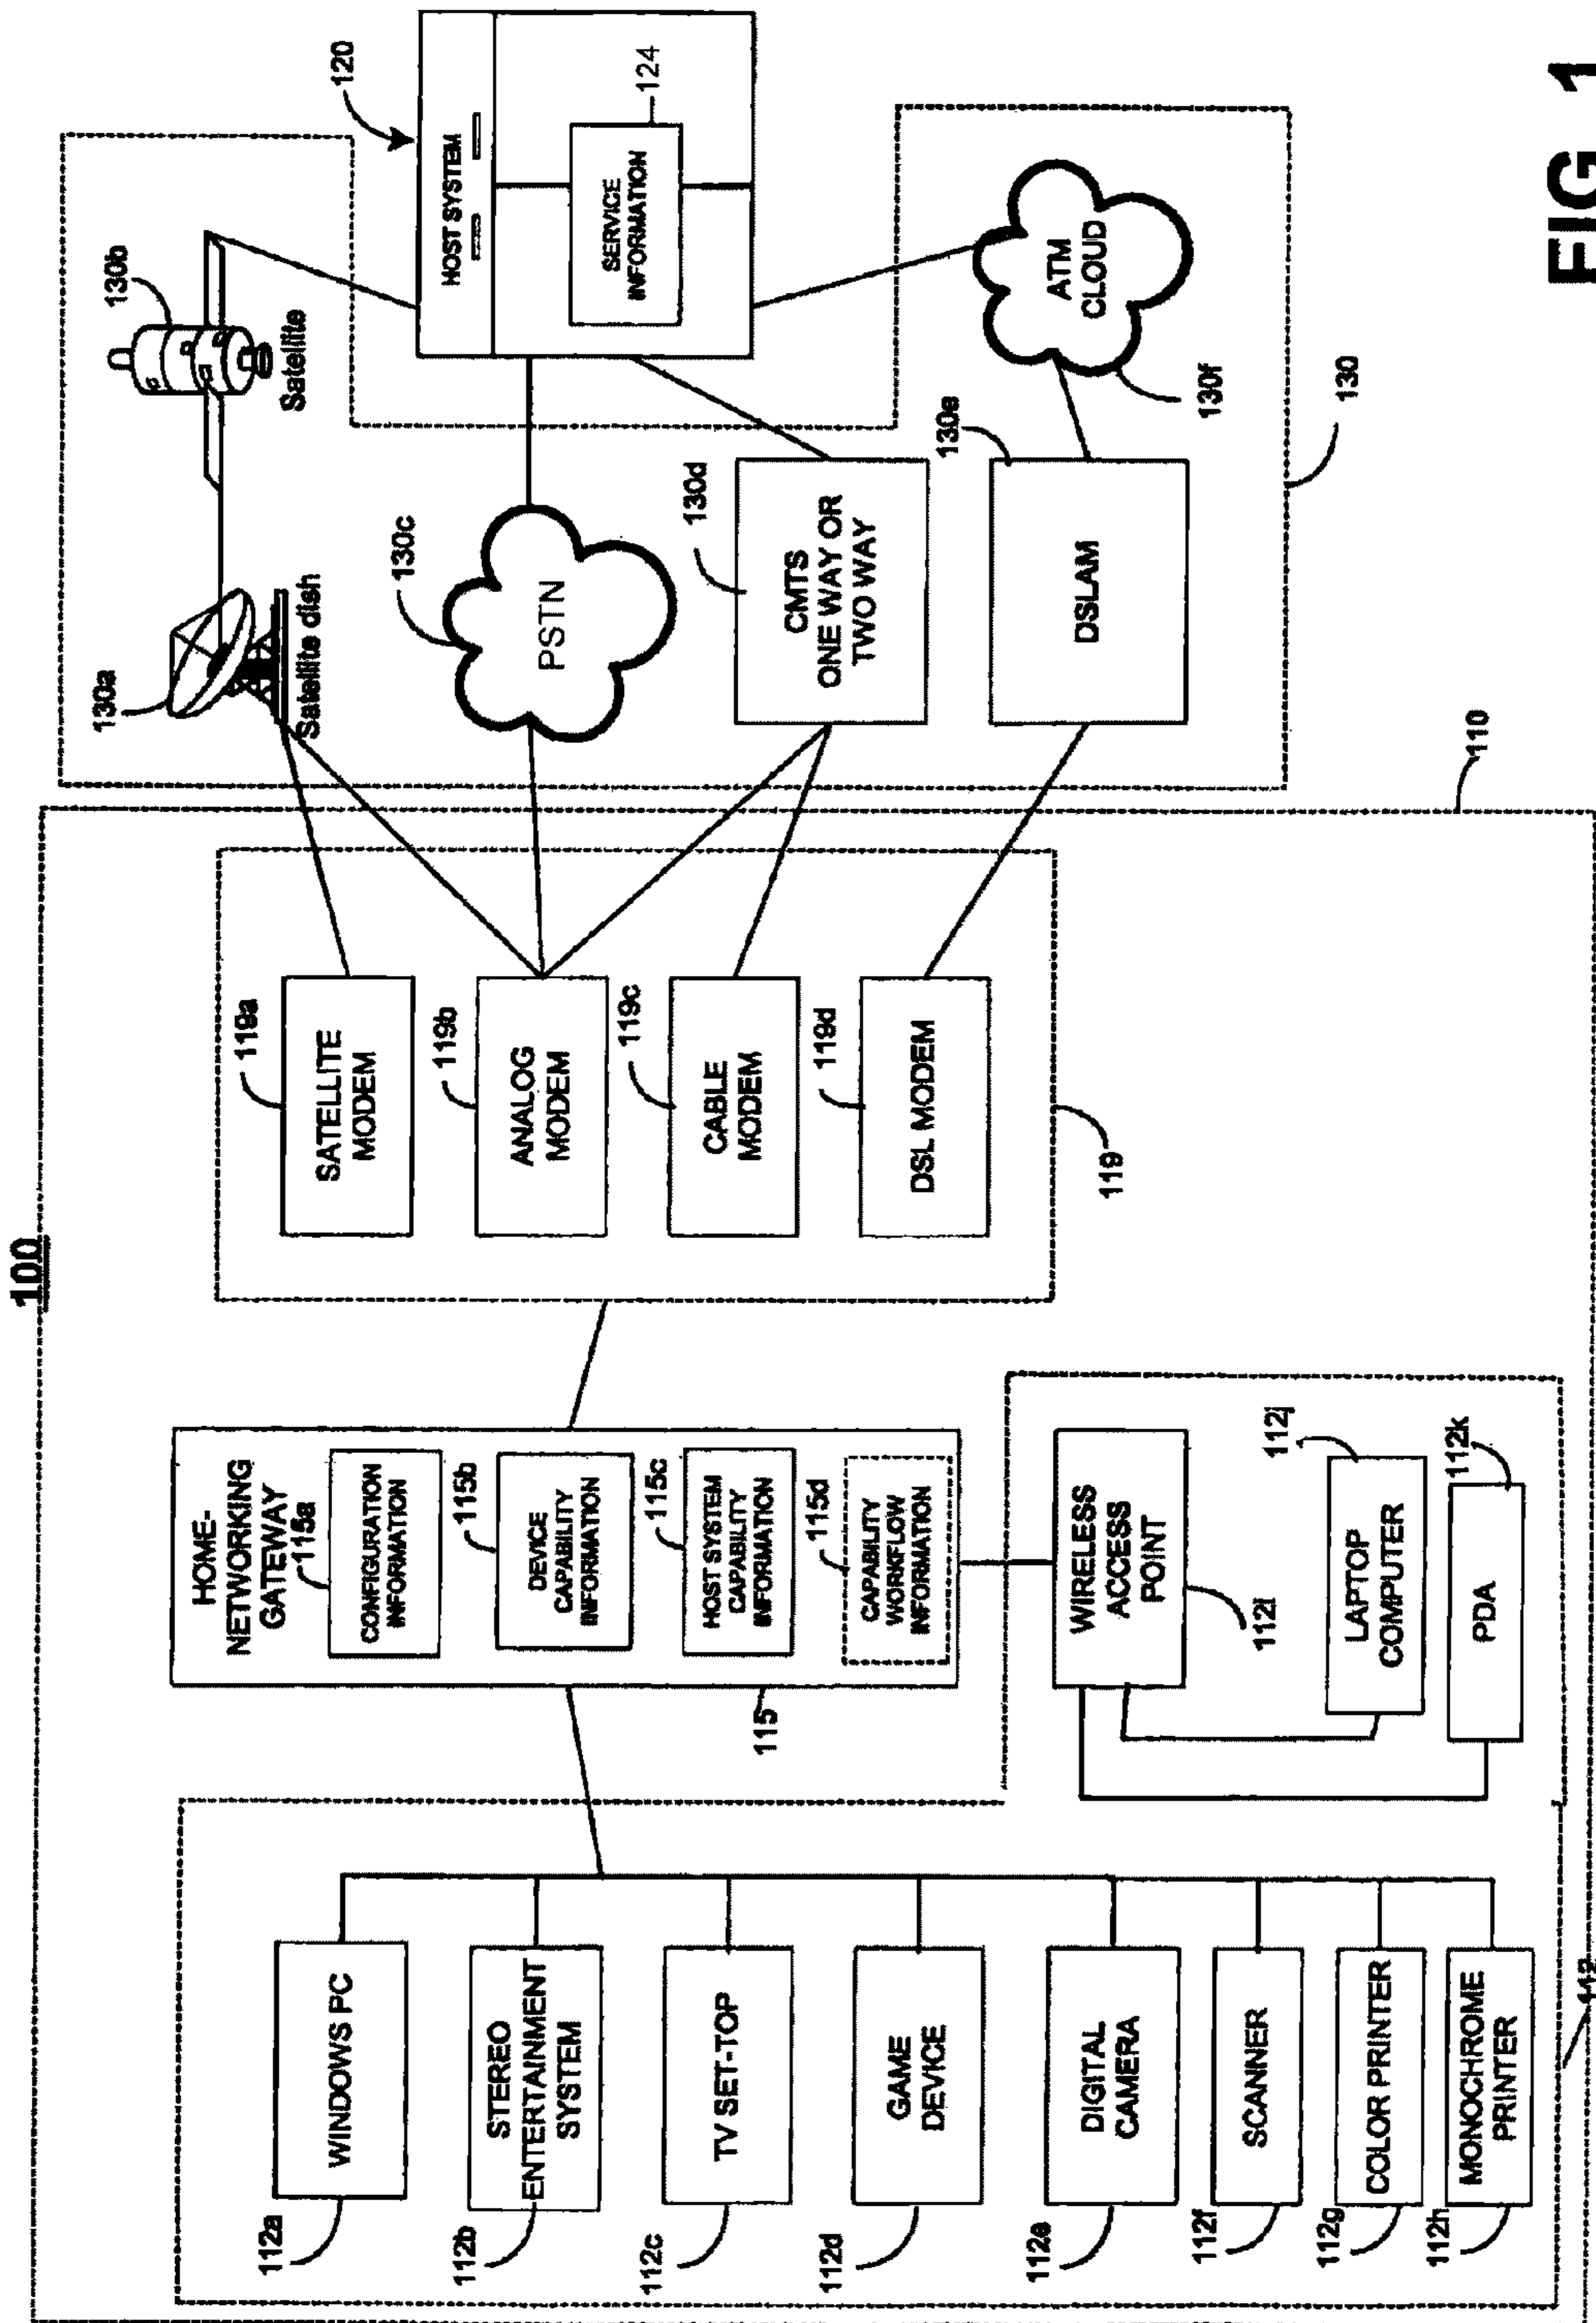 100
112a
WINDOWS PC
112b
STEREO
ENTERTAINMENT
SYSTEM
112c
TV SET-TOP
112d
GAME
DEVICE
112e
DIGITAL
CAMERA
112f
SCANNER
112g
COLOR PRINTER
112h
MONOCHROME
PRINTER
112
HOME-
NETWORKING
GATEWAY
115a
CONFIGURATION
INFORMATION
115b
DEVICE
CAPABILITY
INFORMATION
115c
HOST SYSTEM
CAPABILITY
INFORMATION
115d
CAPABILITY
WORKFLOW
INFORMATION
115
WIRELESS
ACCESS
POINT
112i
112j
LAPTOP
COMPUTER
112k
PDA
119a
SATELLITE
MODEM
119b
ANALOG
MODEM
119c
CABLE
MODEM
119d
DSL MODEM
119
110
130a
Satellite dish
130b
Satellite
130c
PSTN
130d
CMTS
ONE WAY OR
TWO WAY
130e
DSLAM
130f
ATM
CLOUD
130
120
HOST SYSTEM
SERVICE
INFORMATION
124
FIG 1